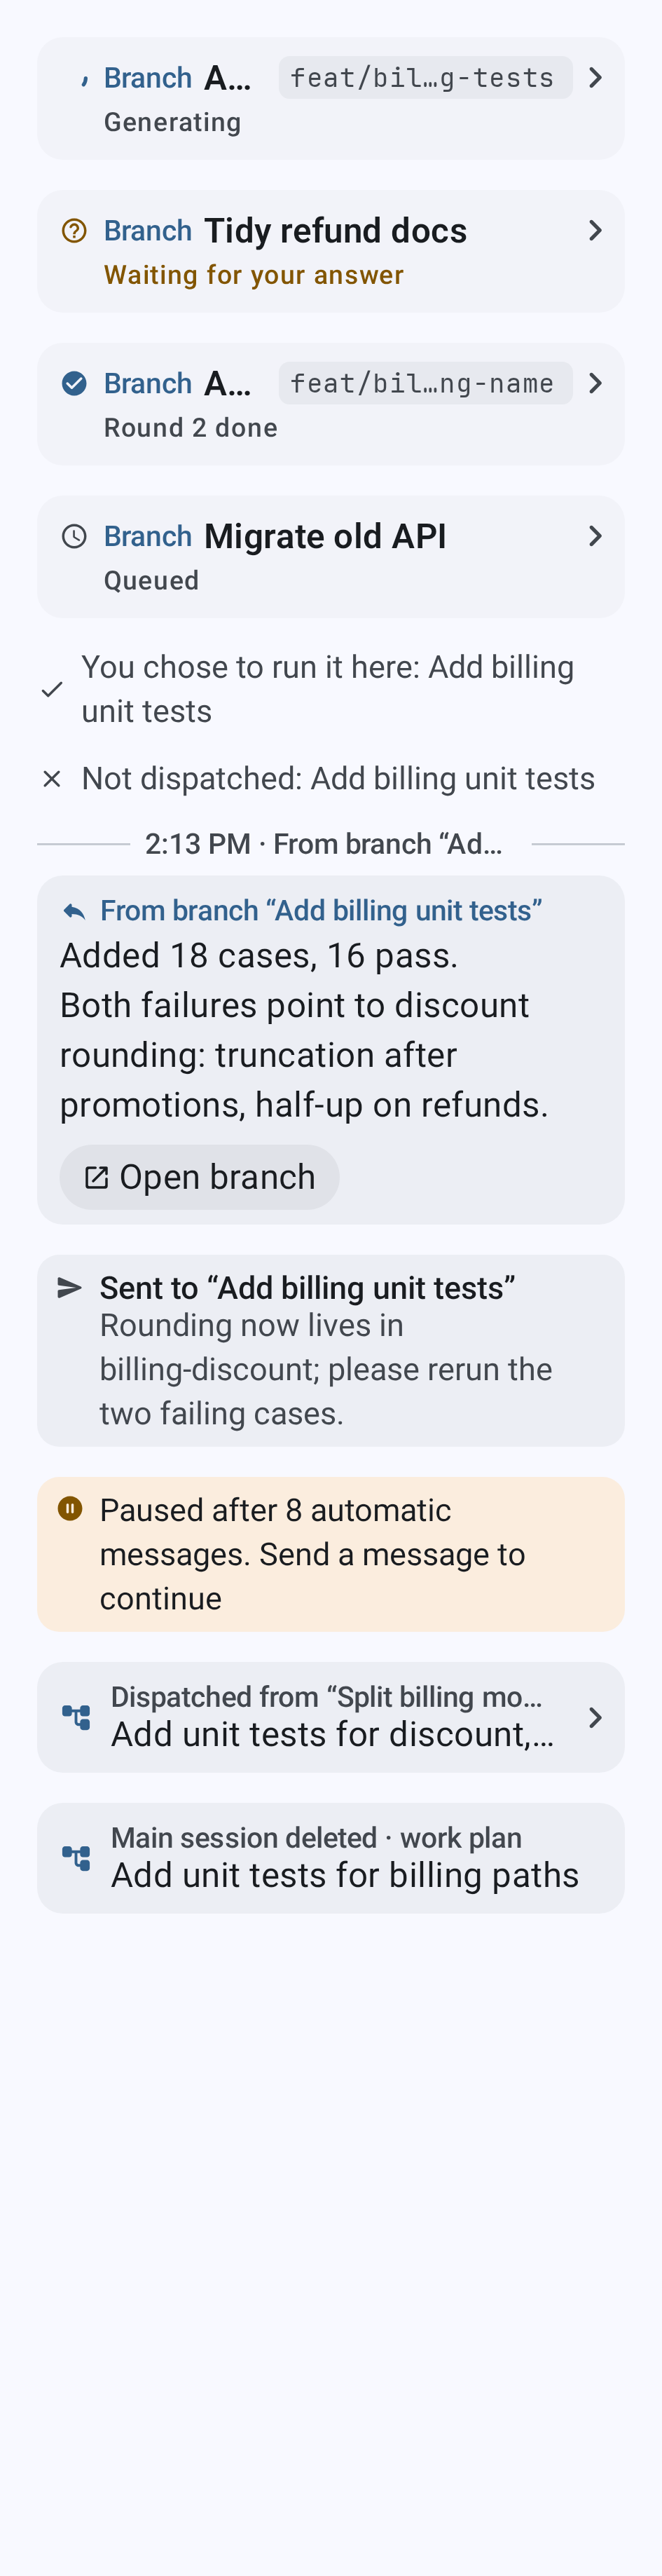 Branch A… feat/bil…g-tests
Generating
Branch Tidy refund docs
Waiting for your answer
Branch A… feat/bil…ng-name
Round 2 done
Branch Migrate old API
Queued
You chose to run it here: Add billing
unit tests
Not dispatched: Add billing unit tests
2:13 PM · From branch “Ad…
From branch “Add billing unit tests”
Added 18 cases, 16 pass.
Both failures point to discount
rounding: truncation after
promotions, half-up on refunds.
Open branch
Sent to “Add billing unit tests”
Rounding now lives in
billing-discount; please rerun the
two failing cases.
Paused after 8 automatic
messages. Send a message to
continue
Dispatched from “Split billing mo…
Add unit tests for discount,…
Main session deleted · work plan
Add unit tests for billing paths